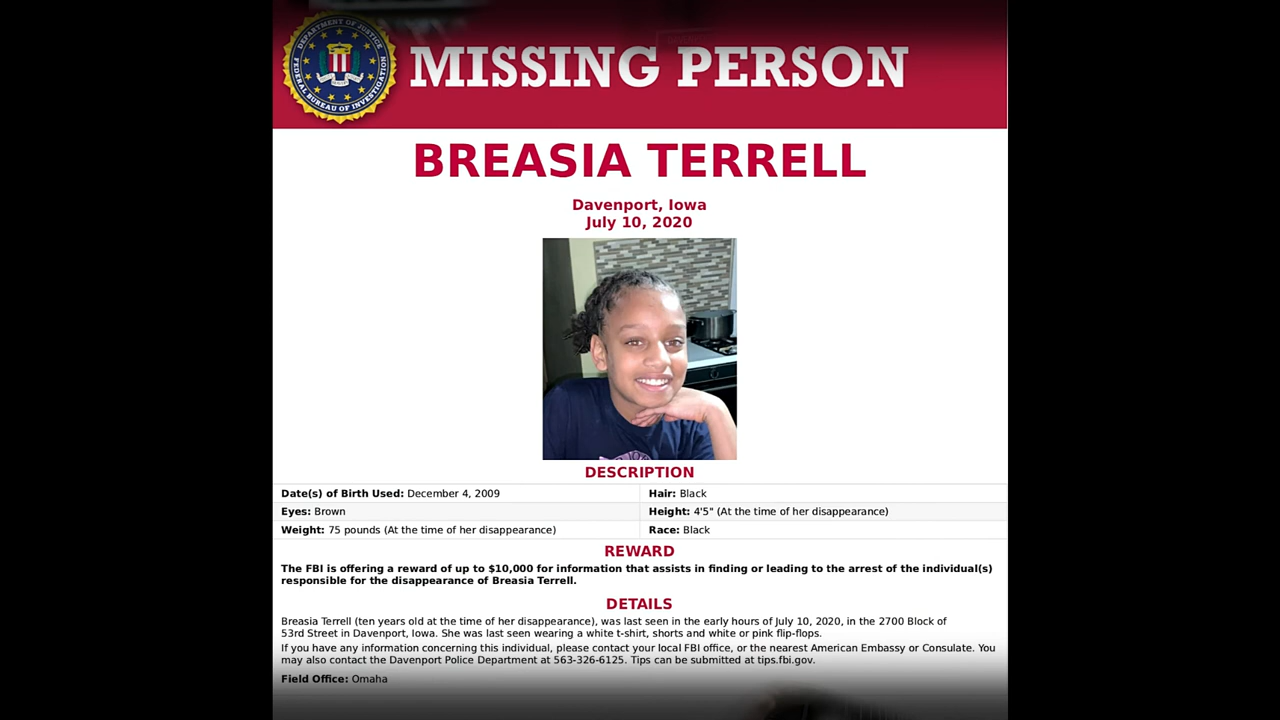 DEPARTMENT OF JUSTICE
FEDERAL BUREAU OF INVESTIGATION
MISSING PERSON
BREASIA TERRELL
Davenport, Iowa
July 10, 2020
DESCRIPTION
Date(s) of Birth Used: December 4, 2009 Hair: Black
Eyes: Brown Height: 4'5" (At the time of her disappearance)
Weight: 75 pounds (At the time of her disappearance) Race: Black
REWARD
The FBI is offering a reward of up to $10,000 for information that assists in finding or leading to the arrest of the individual(s)
responsible for the disappearance of Breasia Terrell.
DETAILS
Breasia Terrell (ten years old at the time of her disappearance), was last seen in the early hours of July 10, 2020, in the 2700 Block of
53rd Street in Davenport, Iowa. She was last seen wearing a white t-shirt, shorts and white or pink flip-flops.
If you have any information concerning this individual, please contact your local FBI office, or the nearest American Embassy or Consulate. You
may also contact the Davenport Police Department at 563-326-6125. Tips can be submitted at tips.fbi.gov.
Field Office: Omaha